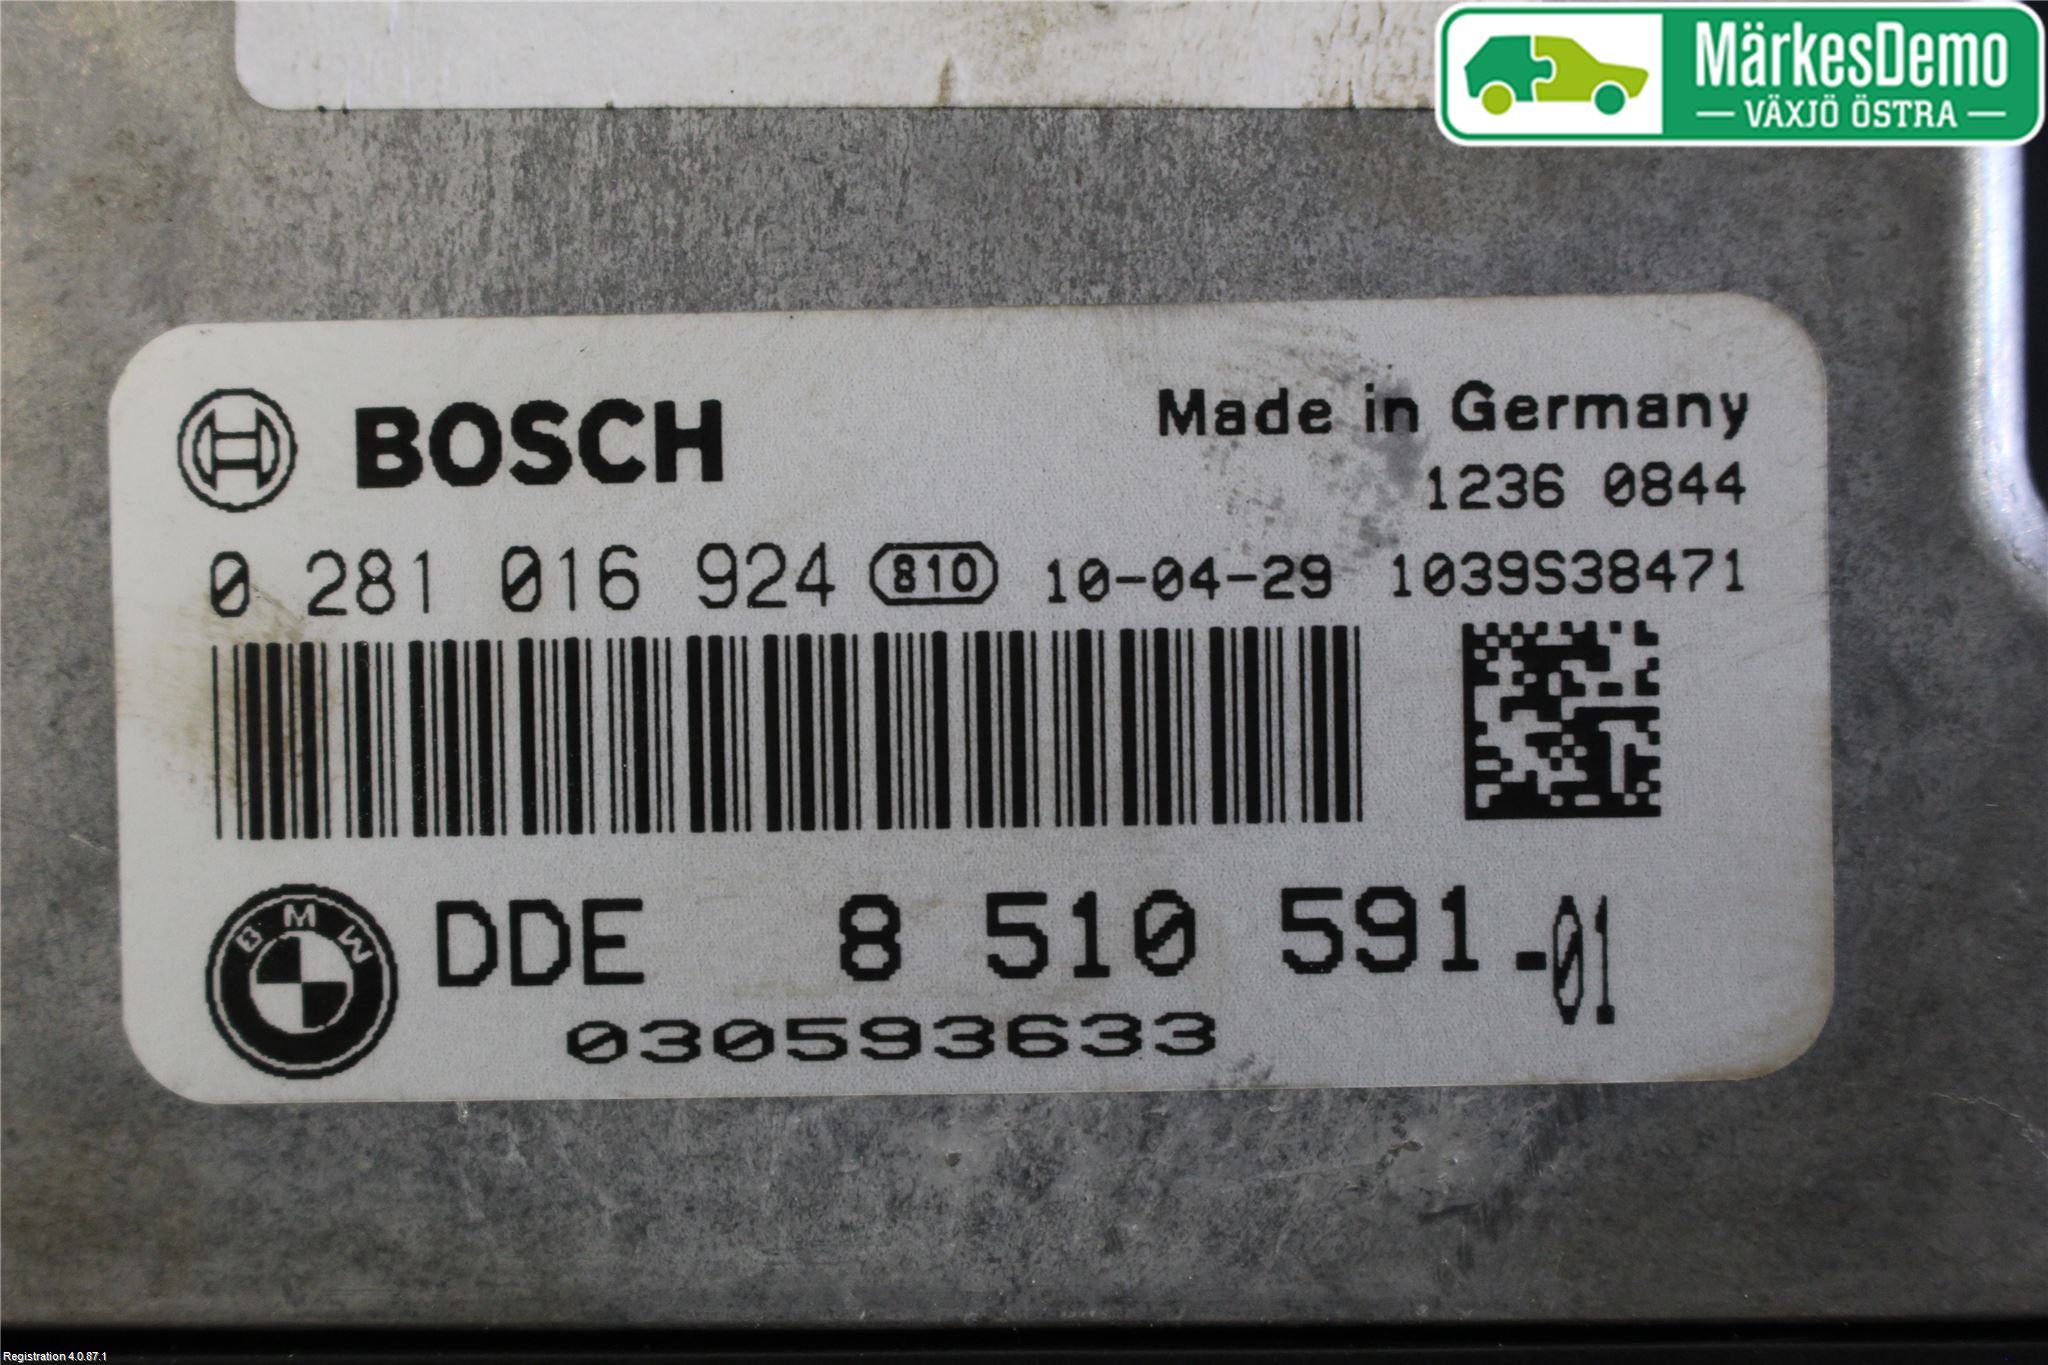 MärkesDemo
VÄXJÖ ÖSTRA
BOSCH
Made in Germany
1236 0844
0 281 016 924 810 10-04-29 1039S38471
BMW
DDE 8 510 591-01
030593633
Registration 4.0.87.1